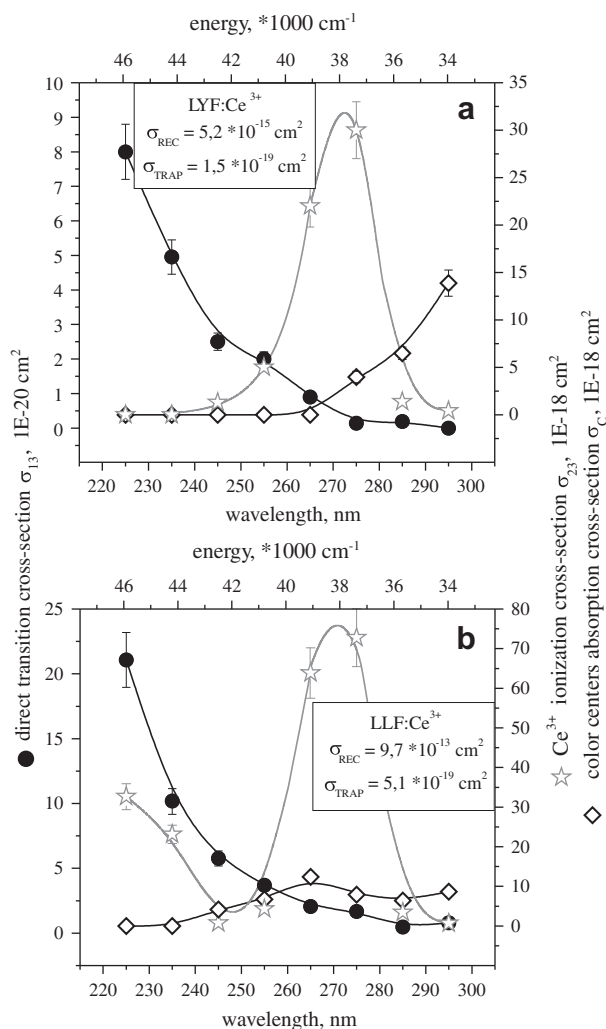 energy, *1000 cm⁻¹
46 44 42 40 38 36 34
10 9 8 7 6 5 4 3 2 1 0
35 30 25 20 15 10 5 0
a
LYF:Ce³⁺
σREC = 5,2 *10⁻¹⁵ cm²
σTRAP = 1,5 *10⁻¹⁹ cm²
220 230 240 250 260 270 280 290 300
wavelength, nm
energy, *1000 cm⁻¹
46 44 42 40 38 36 34
25 20 15 10 5 0
80 70 60 50 40 30 20 10 0
b
LLF:Ce³⁺
σREC = 9,7 *10⁻¹³ cm²
σTRAP = 5,1 *10⁻¹⁹ cm²
220 230 240 250 260 270 280 290 300
wavelength, nm
direct transition cross-section σ₁₃, 1E-20 cm²
Ce³⁺ ionization cross-section σ₂₃, 1E-18 cm²
color centers absorption cross-section σC, 1E-18 cm²